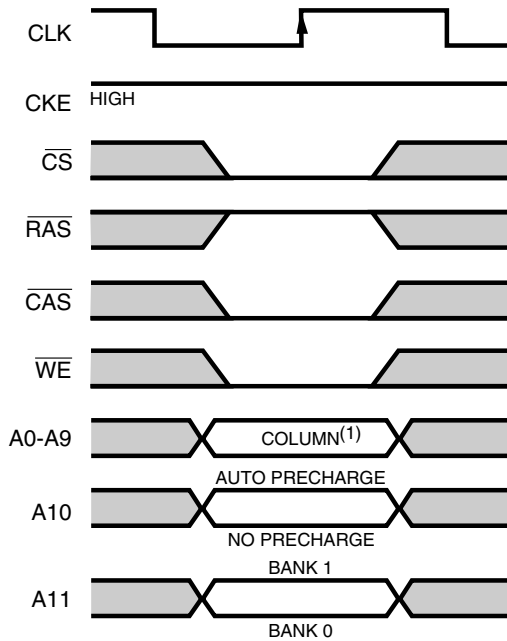 CLK
CKE HIGH
CS
RAS
CAS
WE
A0-A9 COLUMN(1)
AUTO PRECHARGE
A10
NO PRECHARGE
BANK 1
A11
BANK 0